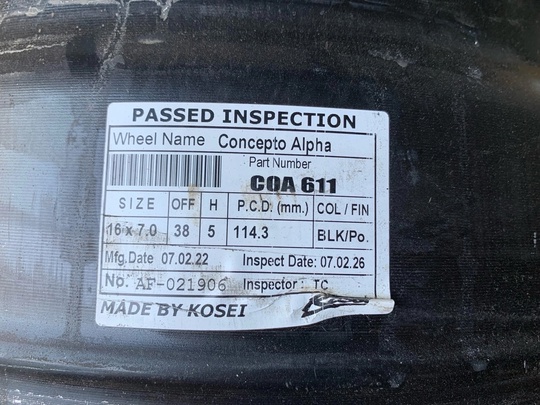 PASSED INSPECTION
Wheel Name Concepto Alpha
Part Number
COA 611
SIZE OFF H P.C.D. (mm.) COL / FIN
16 x 7.0 38 5 114.3 BLK/Po.
Mfg.Date 07.02.22 Inspect Date: 07.02.26
No. AF-021906 Inspector : TC
MADE BY KOSEI